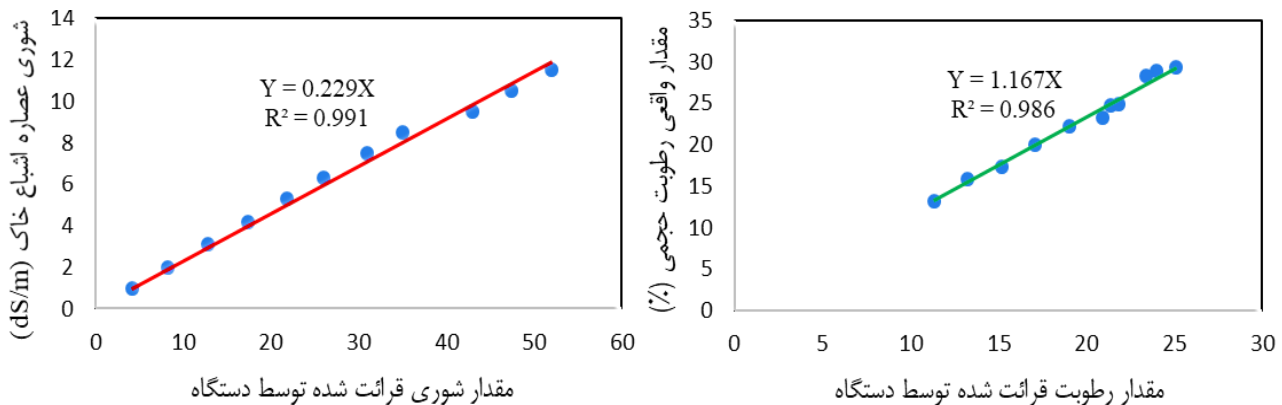 شوری عصاره اشباع خاک (dS/m)
14
12
10
8
6
4
2
0
Y = 0.229X
R² = 0.991
0 10 20 30 40 50 60
مقدار شوری قرائت شده توسط دستگاه
مقدار واقعی رطوبت حجمی (%)
35
30
25
20
15
10
5
0
Y = 1.167X
R² = 0.986
0 5 10 15 20 25 30
مقدار رطوبت قرائت شده توسط دستگاه